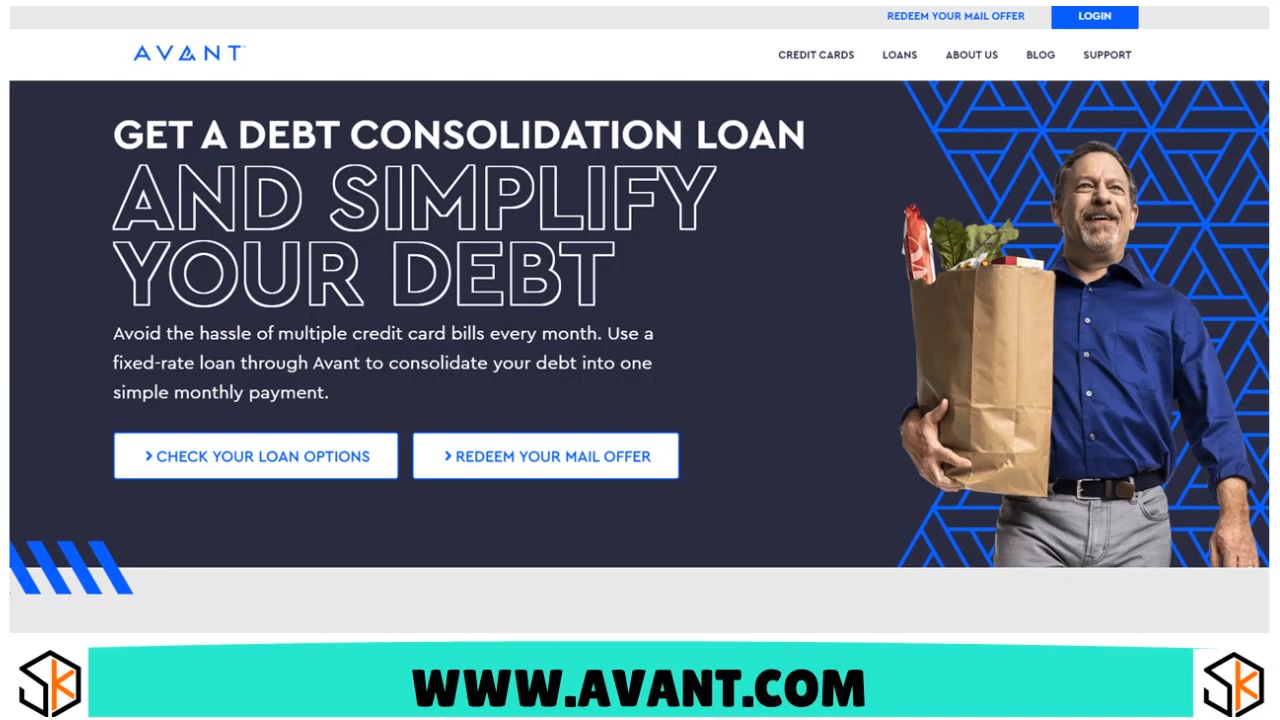 REDEEM YOUR MAIL OFFER
LOGIN
AVANT
CREDIT CARDS LOANS ABOUT US BLOG SUPPORT
GET A DEBT CONSOLIDATION LOAN
AND SIMPLIFY
YOUR DEBT
Avoid the hassle of multiple credit card bills every month. Use a
fixed-rate loan through Avant to consolidate your debt into one
simple monthly payment.
CHECK YOUR LOAN OPTIONS
REDEEM YOUR MAIL OFFER
SK
WWW.AVANT.COM
SK